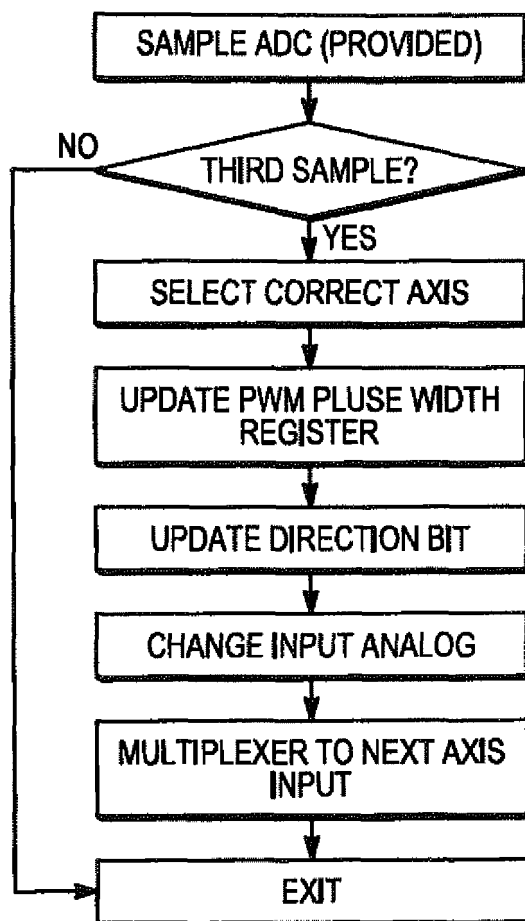 SAMPLE ADC (PROVIDED)
NO
THIRD SAMPLE?
YES
SELECT CORRECT AXIS
UPDATE PWM PLUSE WIDTH
REGISTER
UPDATE DIRECTION BIT
CHANGE INPUT ANALOG
MULTIPLEXER TO NEXT AXIS
INPUT
EXIT